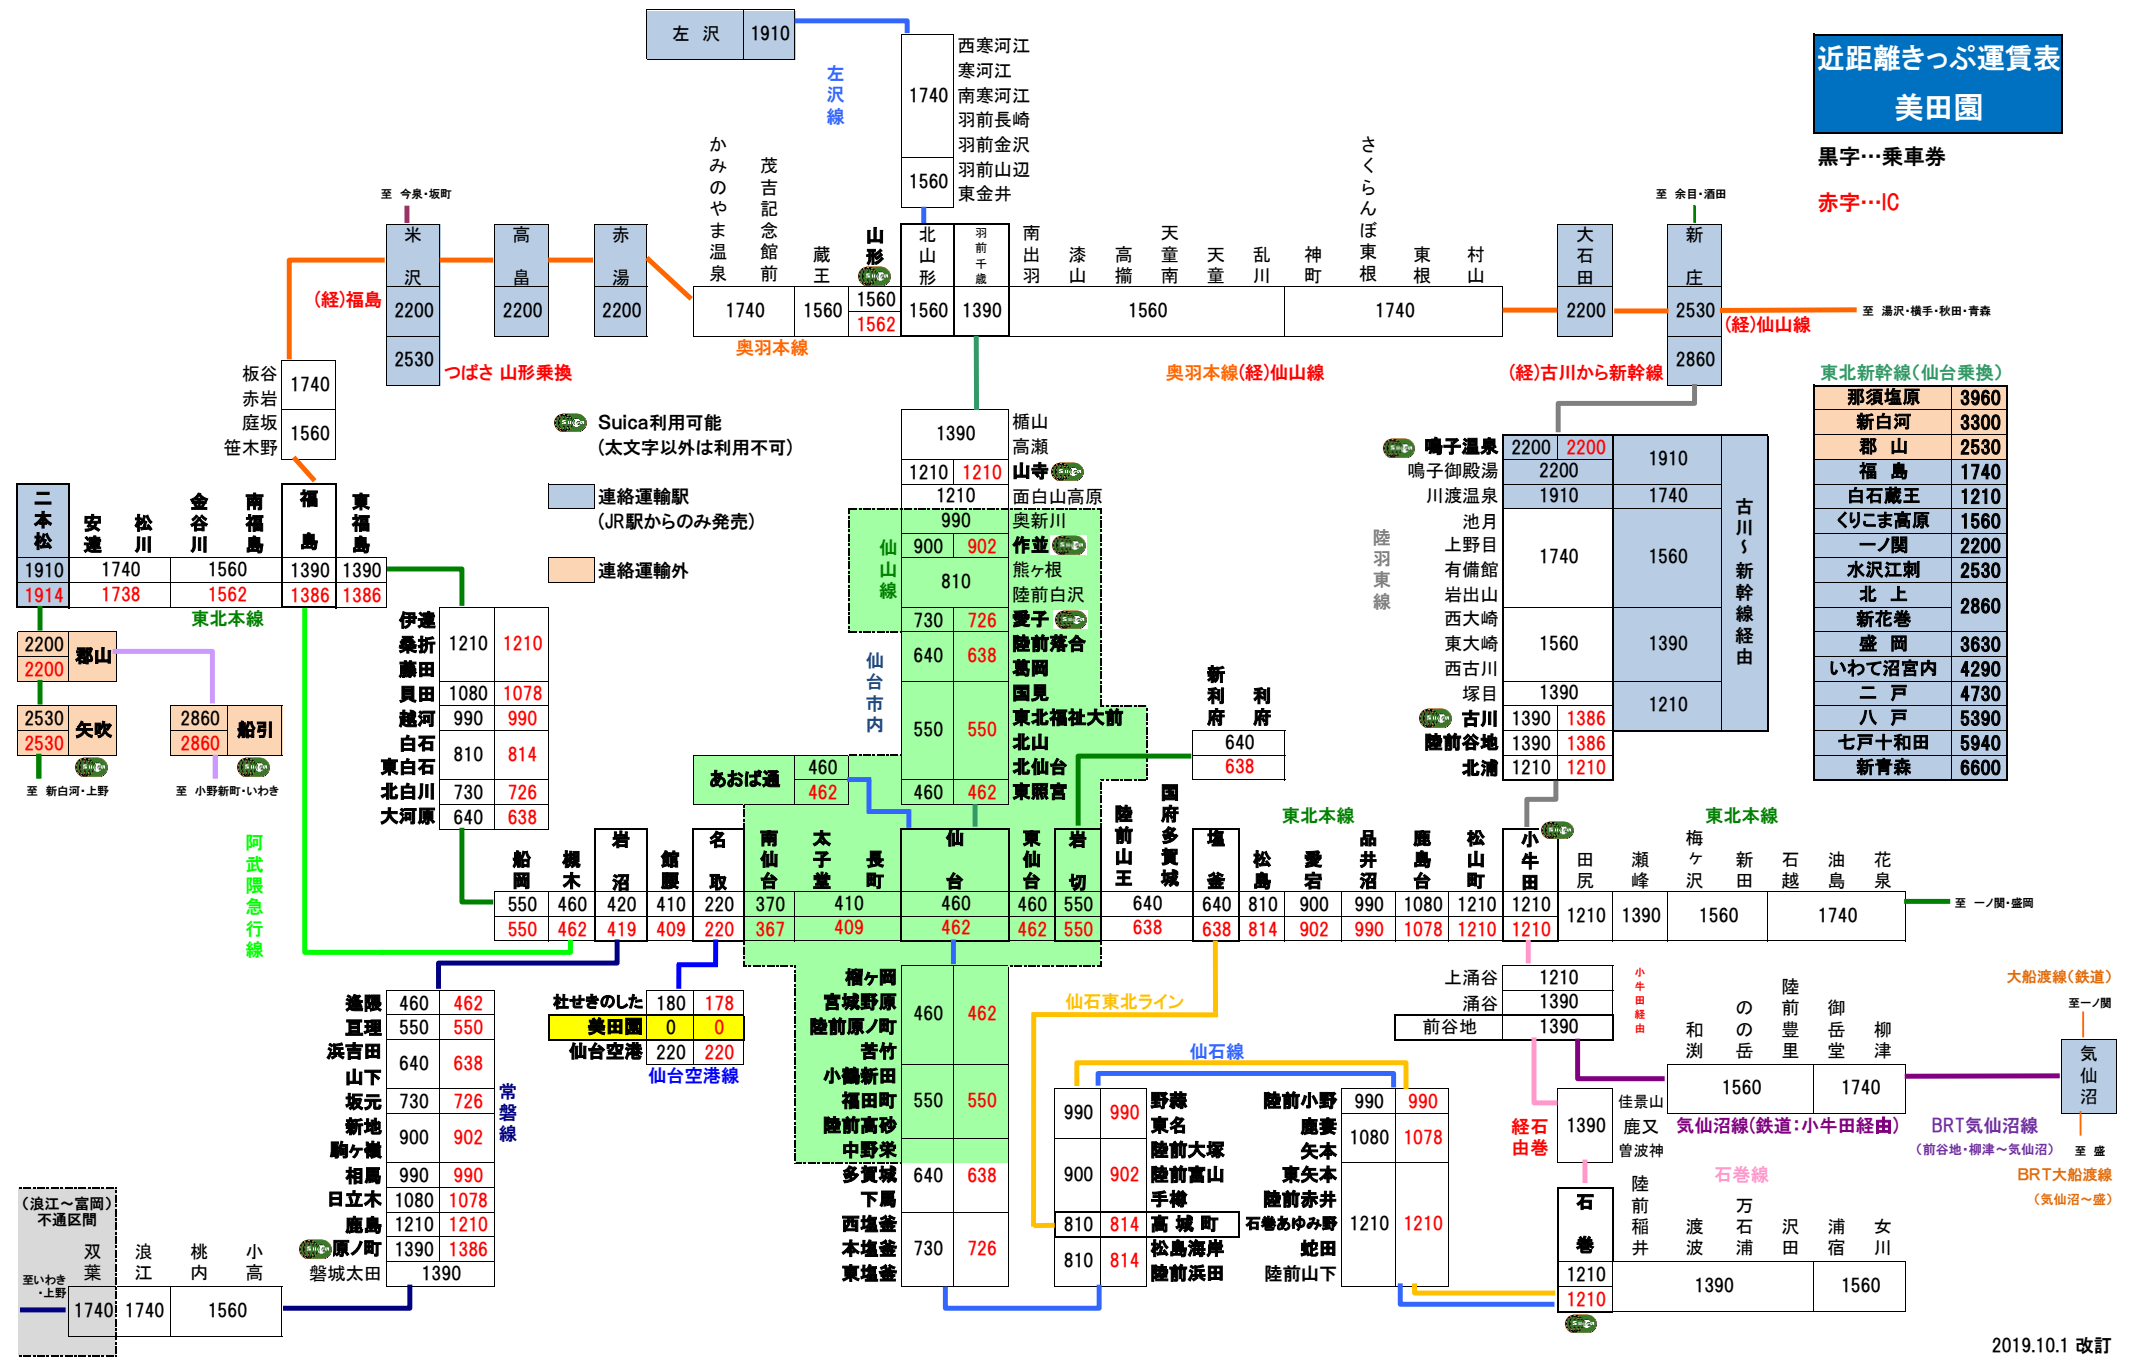 近距離きっぷ運賃表
美田園
黒字…乗車券
赤字…IC
左沢 1910
左沢線
1740
西寒河江
寒河江
南寒河江
羽前長崎
羽前金沢
1560
羽前山辺
東金井
至 今泉・坂町
米沢
2200
2530
(経)福島
つばさ 山形乗換
高畠
2200
赤湯
2200
かみのやま温泉
茂吉記念館前
1740
蔵王
1560
山形
1560
1562
北山形
1560
羽前千歳
1390
奥羽本線
南出羽
漆山
高擶
天童南
天童
乱川
1560
神町
さくらんぼ東根
東根
村山
1740
奥羽本線(経)仙山線
大石田
2200
至 余目・酒田
新庄
2530
2860
(経)仙山線
至 湯沢・横手・秋田・青森
(経)古川から新幹線
板谷
赤岩
1740
庭坂
笹木野
1560
Suica利用可能
(太文字以外は利用不可)
連絡運輸駅
(JR駅からのみ発売)
連絡運輸外
東北新幹線(仙台乗換)
那須塩原 3960
新白河 3300
郡山 2530
福島 1740
白石蔵王 1210
くりこま高原 1560
一ノ関 2200
水沢江刺 2530
北上
新花巻
2860
盛岡 3630
いわて沼宮内 4290
二戸 4730
八戸 5390
七戸十和田 5940
新青森 6600
二本松
1910
1914
安達
松川
1740
1738
金谷川
南福島
1560
1562
福島
1390
1386
東福島
1390
1386
東北本線
2200
2200
郡山
2530
2530
矢吹
至 新白河・上野
2860
2860
船引
至 小野新町・いわき
伊達
桑折
藤田
1210 1210
貝田 1080 1078
越河 990 990
白石
東白石
810 814
北白川 730 726
大河原 640 638
阿武隈急行線
1390
楯山
高瀬
1210 1210 山寺
1210 面白山高原
990 奥新川
仙山線
900 902 作並
810
熊ヶ根
陸前白沢
730 726 愛子
640 638
陸前落合
葛岡
仙台市内
550 550
国見
東北福祉大前
北山
北仙台
460 462 東照宮
あおば通
460
462
新利府
利府
640
638
鳴子温泉 2200 2200
鳴子御殿湯 2200
1910
川渡温泉 1910 1740
池月
上野目
有備館
岩出山
1740 1560
西大崎
東大崎
西古川
1560 1390
塚目 1390
古川 1390 1386
1210
陸前谷地 1390 1386
北浦 1210 1210
陸羽東線
古川～新幹線経由
船岡
550
550
槻木
460
462
岩沼
420
419
館腰
410
409
名取
220
220
南仙台
370
367
太子堂
長町
410
409
仙台
460
462
東仙台
460
462
岩切
550
550
陸前山王
国府多賀城
640
638
塩釜
640
638
東北本線
松島
810
814
愛宕
900
902
品井沼
990
990
鹿島台
1080
1078
松山町
1210
1210
小牛田
1210
1210
東北本線
田尻
1210
瀬峰
1390
梅ヶ沢
新田
1560
石越
油島
花泉
1740
至 一ノ関・盛岡
逢隈 460 462
亘理 550 550
浜吉田
山下
640 638
坂元 730 726
新地
駒ヶ嶺
900 902
相馬 990 990
日立木 1080 1078
鹿島 1210 1210
原ノ町 1390 1386
磐城太田 1390
常磐線
(浪江～富岡)
不通区間
至いわき・上野
双葉
1740
浪江
1740
桃内
小高
1560
杜せきのした 180 178
美田園 0 0
仙台空港 220 220
仙台空港線
榴ヶ岡
宮城野原
陸前原ノ町
苦竹
460 462
小鶴新田
福田町
陸前高砂
550 550
中野栄
多賀城
下馬
640 638
西塩釜
本塩釜
東塩釜
730 726
仙石東北ライン
仙石線
990 990
野蒜
東名
900 902
陸前大塚
陸前富山
手樽
810 814 高城町
810 814
松島海岸
陸前浜田
陸前小野 990 990
鹿妻
矢本
1080 1078
東矢本
陸前赤井
石巻あゆみ野
蛇田
陸前山下
1210 1210
上涌谷 1210
涌谷 1390
前谷地 1390
小牛田経由
和渕
のの岳
陸前豊里
1560
御岳堂
柳津
1740
気仙沼線(鉄道：小牛田経由)
1390
佳景山
鹿又
曽波神
石巻経由
石巻線
石巻
1210
1210
陸前稲井
渡波
万石浦
沢田
1390
浦宿
女川
1560
大船渡線(鉄道)
至一ノ関
気仙沼
BRT気仙沼線
(前谷地・柳津～気仙沼)
至 盛
BRT大船渡線
(気仙沼～盛)
2019.10.1 改訂